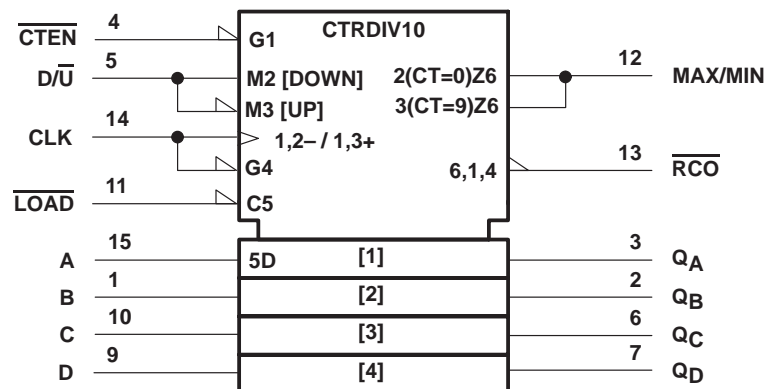 CTRDIV10
CTEN 4 G1
D/U 5 M2 [DOWN] 2(CT=0)Z6 12 MAX/MIN
M3 [UP] 3(CT=9)Z6
CLK 14 1,2– / 1,3+
G4 6,1,4 13 RCO
LOAD 11 C5
A 15 5D [1] 3 QA
B 1 [2] 2 QB
C 10 [3] 6 QC
D 9 [4] 7 QD